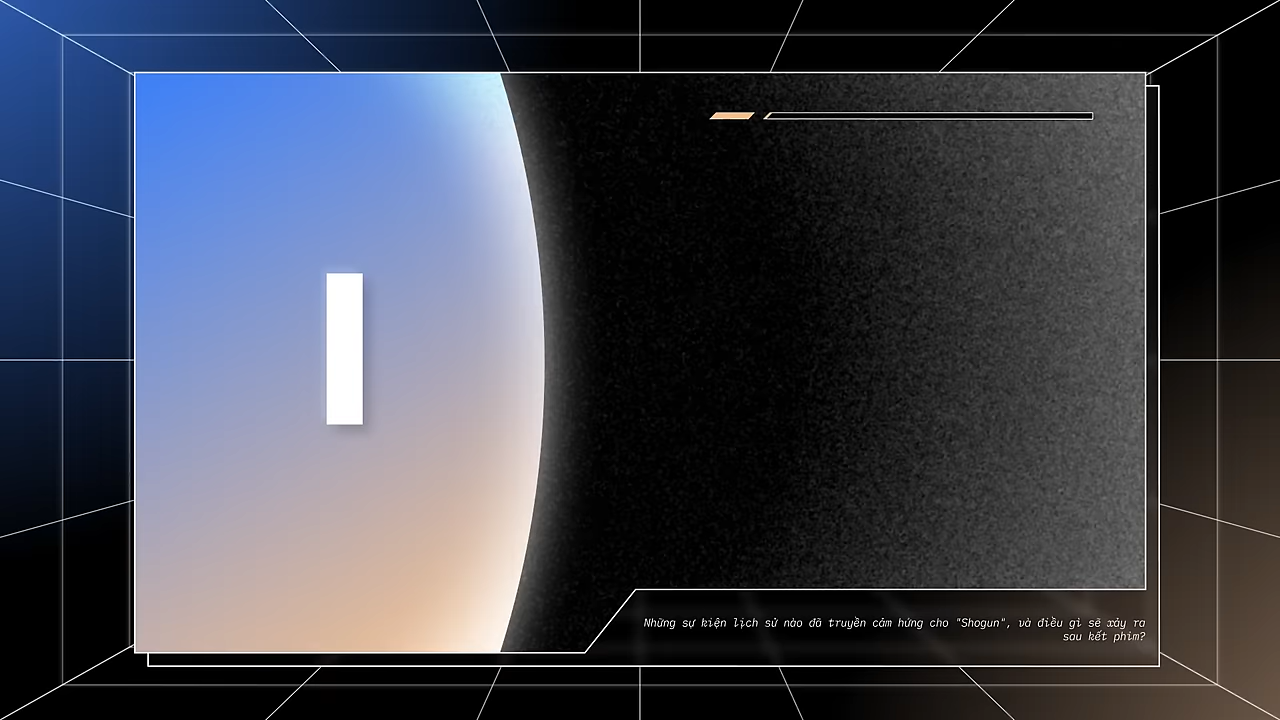 Những sự kiện lịch sử nào đã truyền cảm hứng cho "Shogun", và điều gì sẽ xảy ra
sau kết phim?